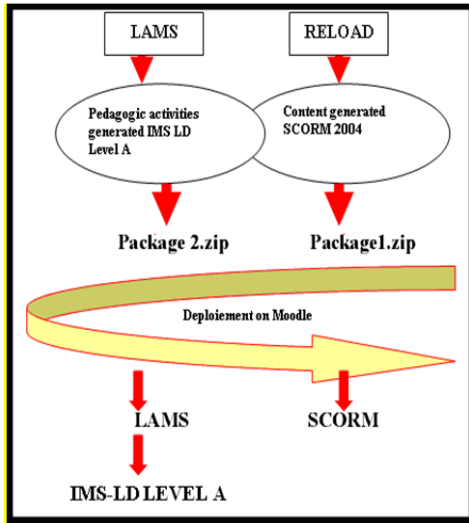 LAMS
RELOAD
Pedagogic activities
generated IMS LD
Level A
Content generated
SCORM 2004
Package 2.zip
Package1.zip
Deploiement on Moodle
LAMS
SCORM
IMS-LD LEVEL A